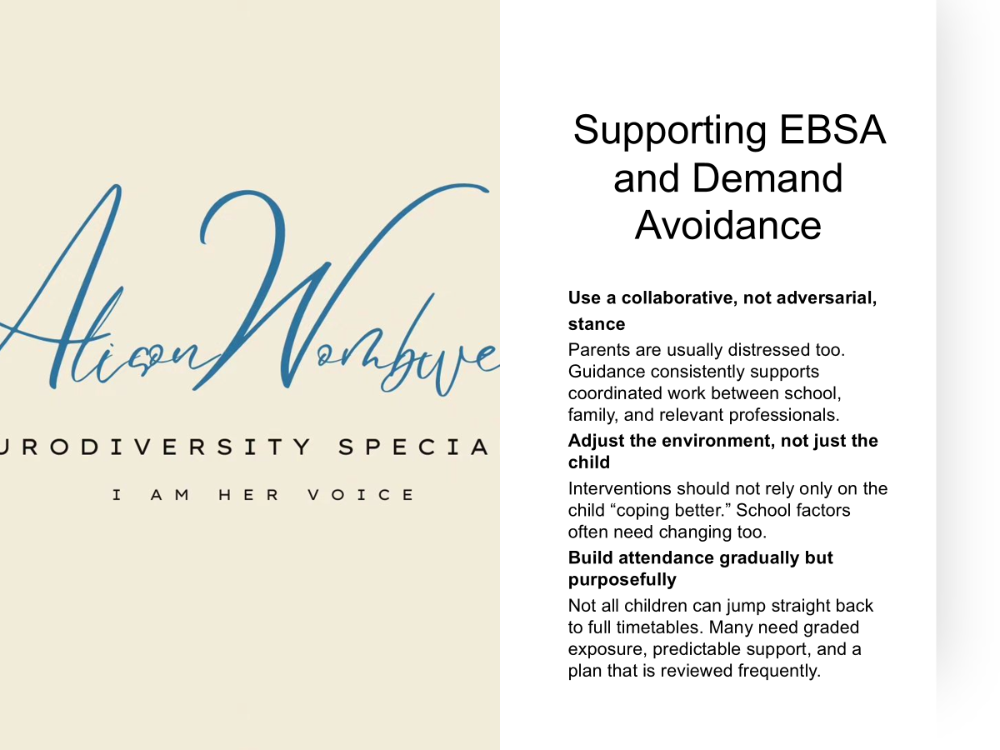 Alison Wombwe
URODIVERSITY SPECIA
I AM HER VOICE
Supporting EBSA
and Demand
Avoidance
Use a collaborative, not adversarial,
stance
Parents are usually distressed too.
Guidance consistently supports
coordinated work between school,
family, and relevant professionals.
Adjust the environment, not just the
child
Interventions should not rely only on the
child “coping better.” School factors
often need changing too.
Build attendance gradually but
purposefully
Not all children can jump straight back
to full timetables. Many need graded
exposure, predictable support, and a
plan that is reviewed frequently.